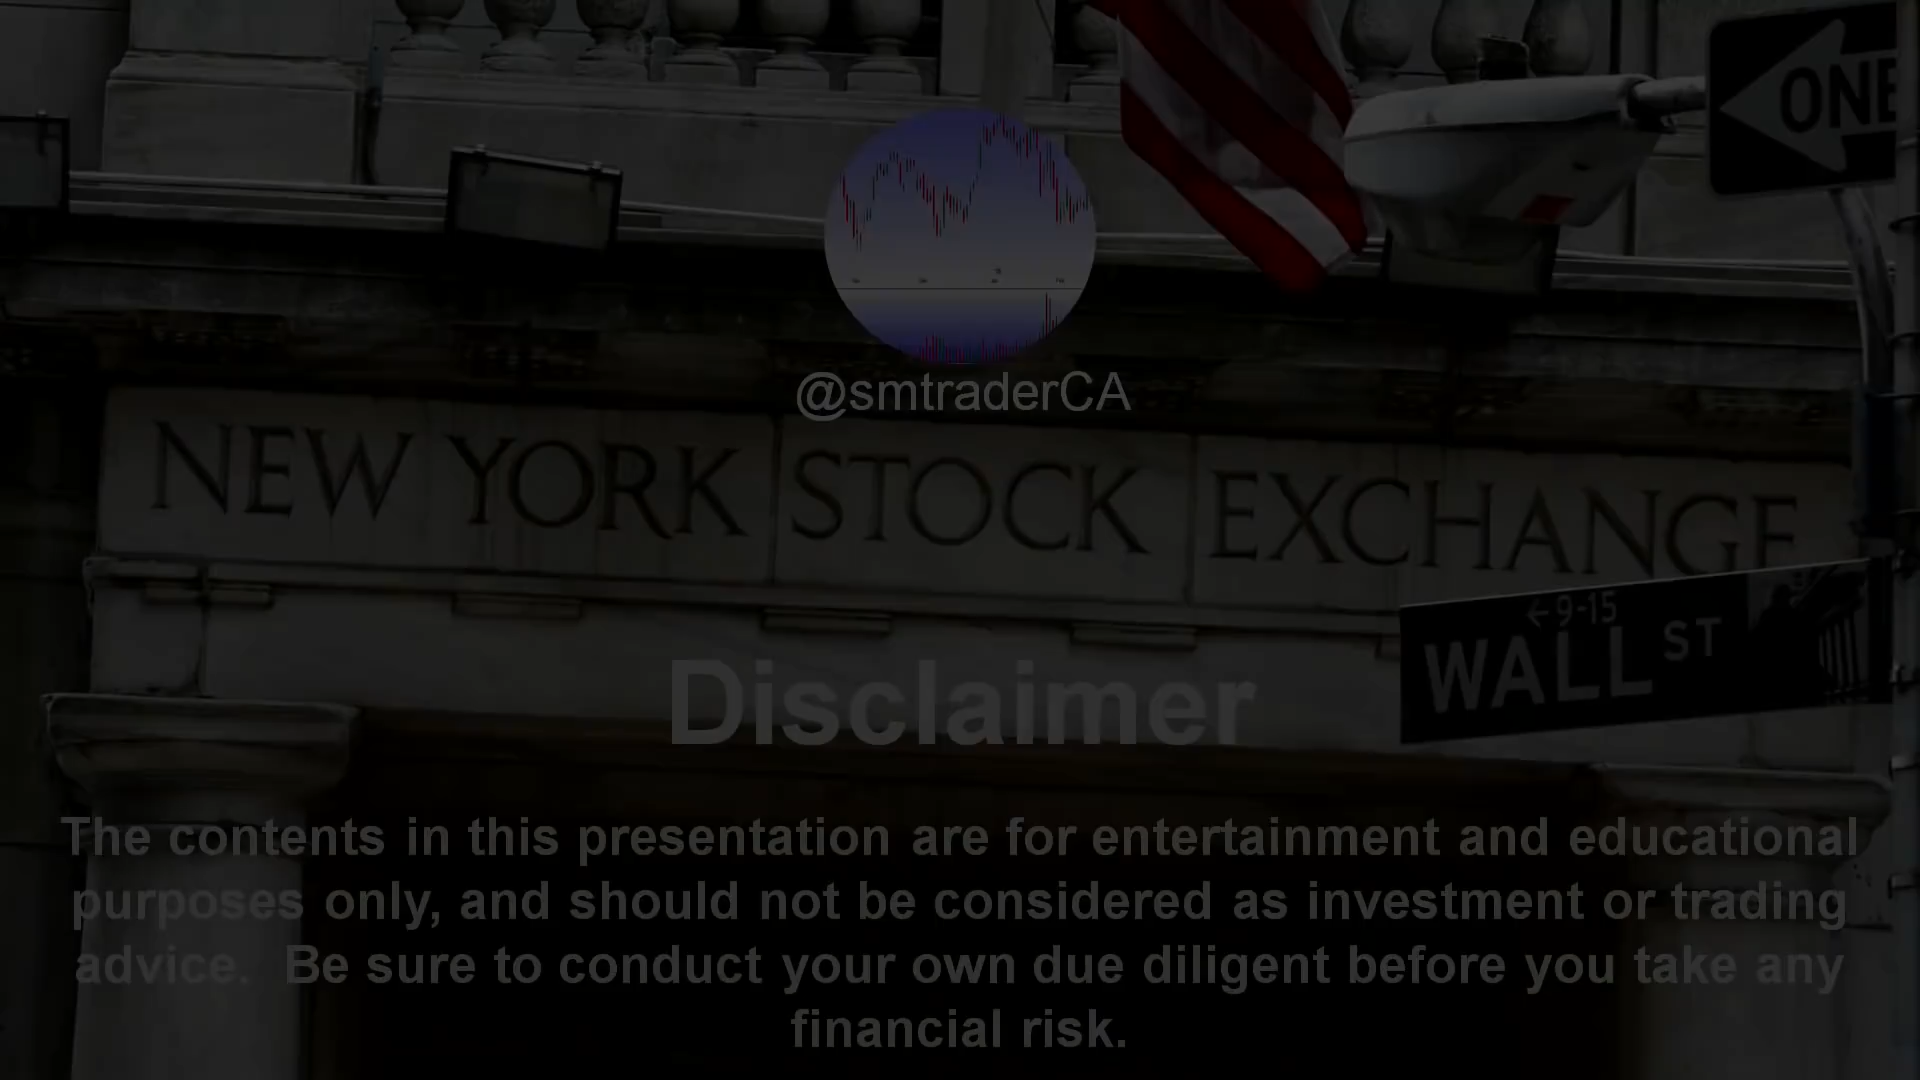 ONE
@smtraderCA
NEW YORK STOCK EXCHANGE
←9-15
WALL ST
Disclaimer
The contents in this presentation are for entertainment and educational
purposes only, and should not be considered as investment or trading
advice. Be sure to conduct your own due diligent before you take any
financial risk.